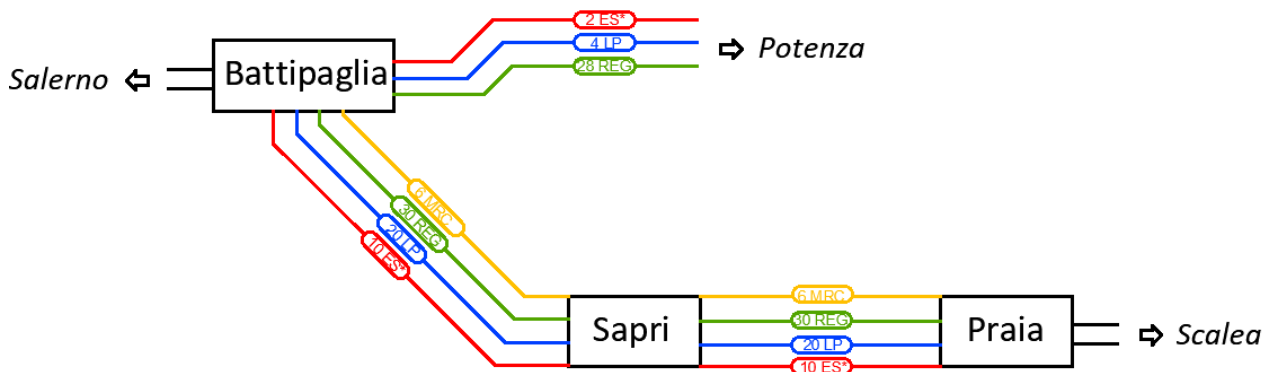 2 ES*
4 LP
Potenza
28 REG
Battipaglia
Salerno
6 MRC
30 REG
20 LP
10 ES*
Sapri
6 MRC
30 REG
20 LP
10 ES*
Praia
Scalea